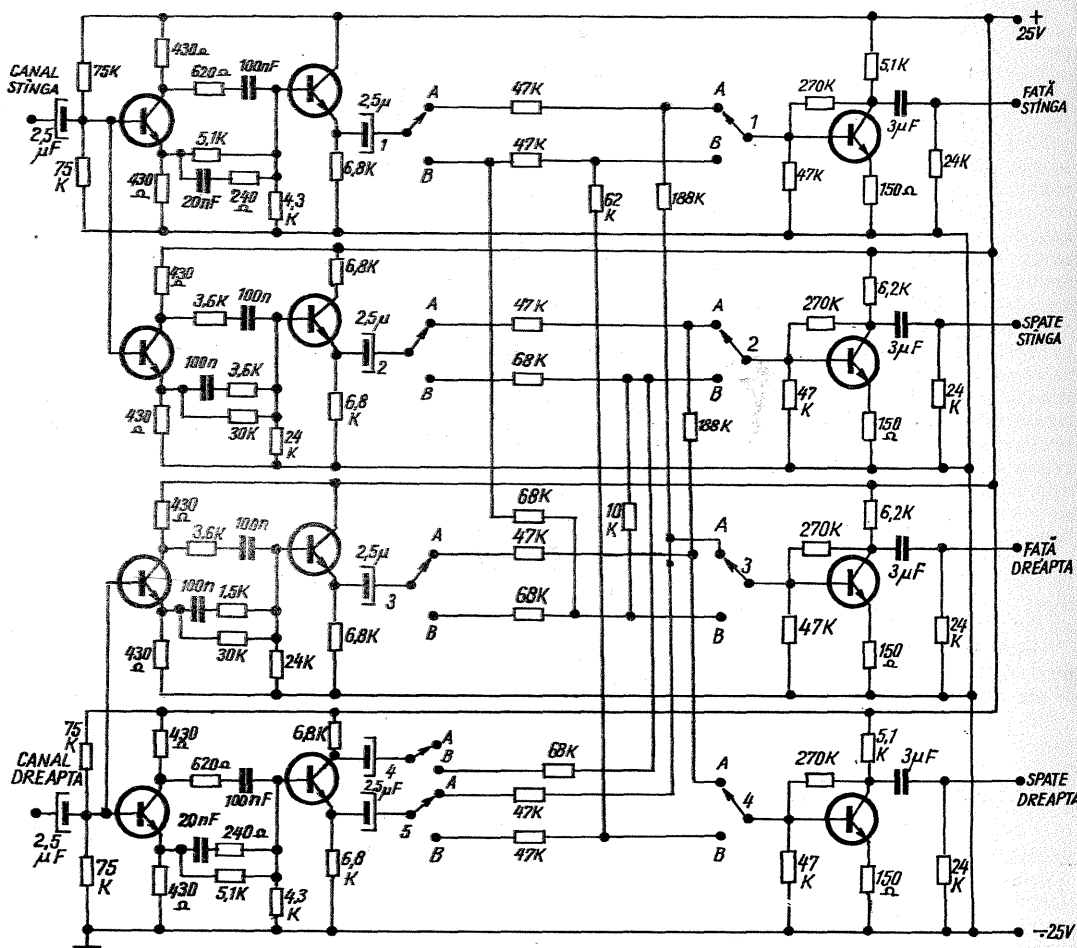 +
25V
430Ω
75K
620Ω
100nF
CANAL
STÎNGA
2,5
µF
75
K
5,1K
430
Ω
20nF
240
Ω
4,3
K
2,5µ
1
6,8K
A
B
47K
47K
62
K
188K
A
B
1
270K
5,1K
3µF
47K
150Ω
24K
FAȚĂ
STÎNGA
430
Ω
3,6K
100n
6,8K
2,5µ
2
100n
3,6K
430
Ω
30K
24
K
6,8
K
A
B
47K
68K
188K
A
B
2
270K
6,2K
3µF
47
K
150
Ω
24
K
SPATE
STÎNGA
430
Ω
3,6K
100n
2,5µ
3
100n
1,5K
430
Ω
30K
24K
6,8K
A
B
68K
47K
68K
10
K
A
B
3
270K
6,2K
3µF
47K
150
Ω
24
K
FAȚĂ
DREAPTA
75
K
430
Ω
620Ω
100nF
6,8K
CANAL
DREAPTA
2,5
µF
75
K
20nF
240Ω
430
Ω
5,1K
4,3
K
4
2,5µF
5
6,8
K
A
B
A
B
68K
47K
47K
A
B
4
270K
5,1
K
3µF
47
K
150
Ω
24
K
SPATE
DREAPTA
-25V